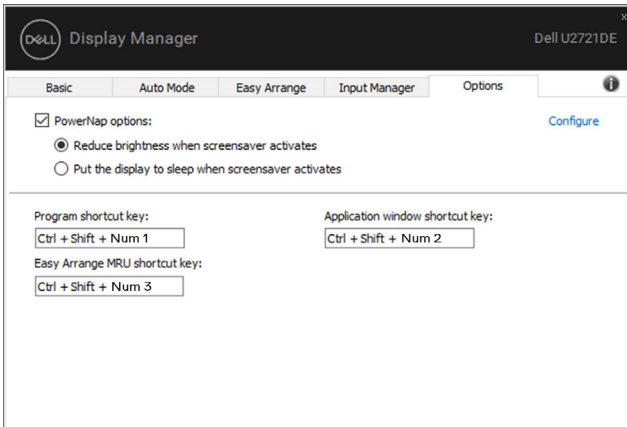 DELL Display Manager
Dell U2721DE
x
Basic Auto Mode Easy Arrange Input Manager Options
PowerNap options:
Configure
Reduce brightness when screensaver activates
Put the display to sleep when screensaver activates
Program shortcut key:
Application window shortcut key:
Ctrl + Shift + Num 1
Ctrl + Shift + Num 2
Easy Arrange MRU shortcut key:
Ctrl + Shift + Num 3